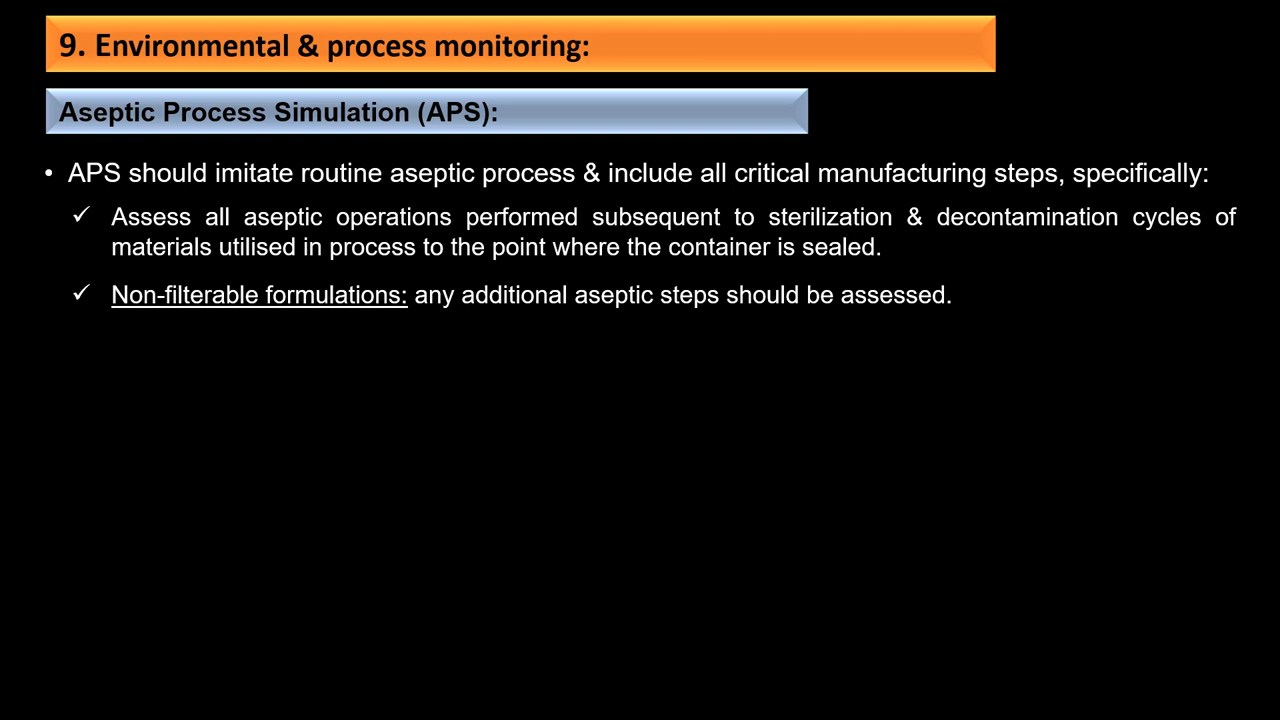 9. Environmental & process monitoring:
Aseptic Process Simulation (APS):
• APS should imitate routine aseptic process & include all critical manufacturing steps, specifically:
✓ Assess all aseptic operations performed subsequent to sterilization & decontamination cycles of
materials utilised in process to the point where the container is sealed.
✓ Non-filterable formulations: any additional aseptic steps should be assessed.